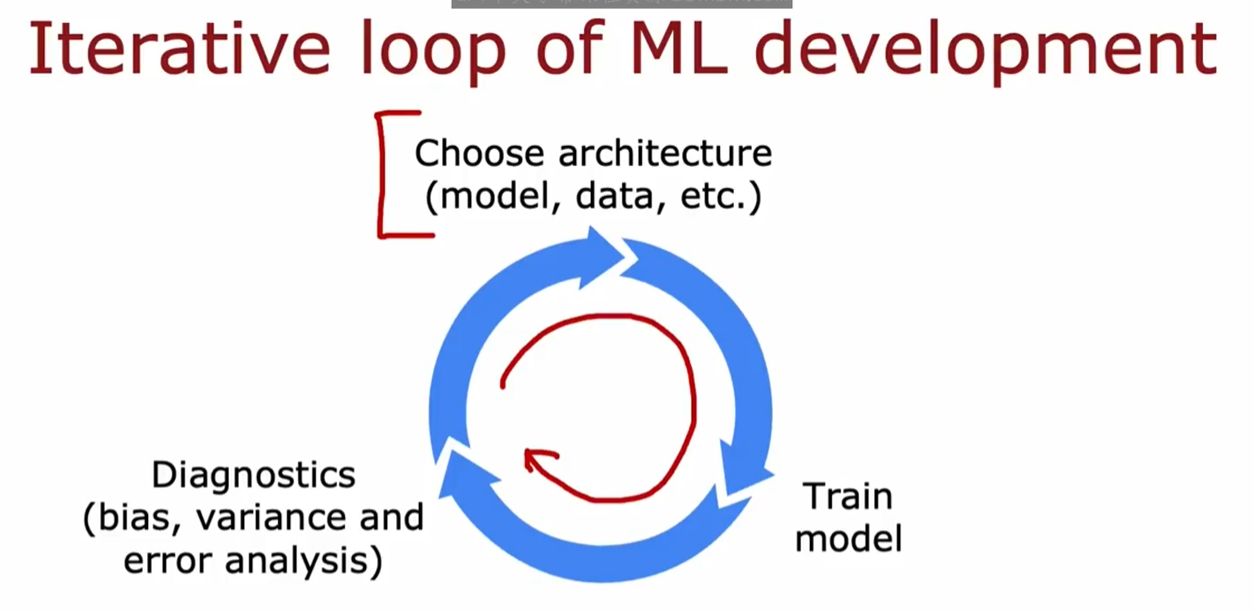 Iterative loop of ML development
Choose architecture
(model, data, etc.)
Train
model
Diagnostics
(bias, variance and
error analysis)